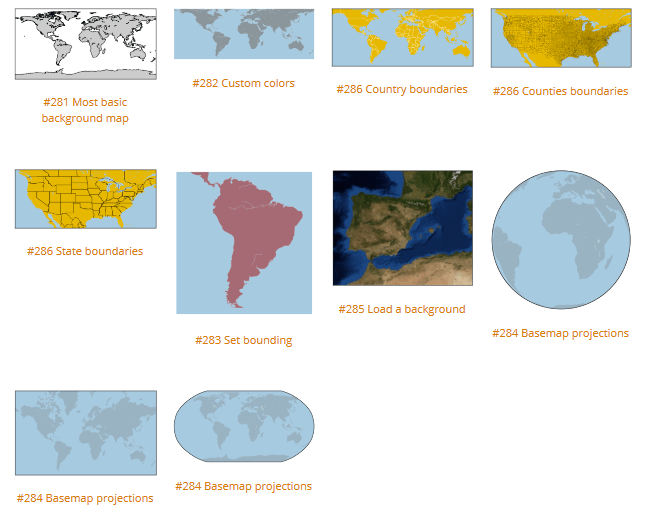 #281 Most basic
background map
#282 Custom colors
#286 Country boundaries
#286 Counties boundaries
#286 State boundaries
#283 Set bounding
#285 Load a background
#284 Basemap projections
#284 Basemap projections
#284 Basemap projections